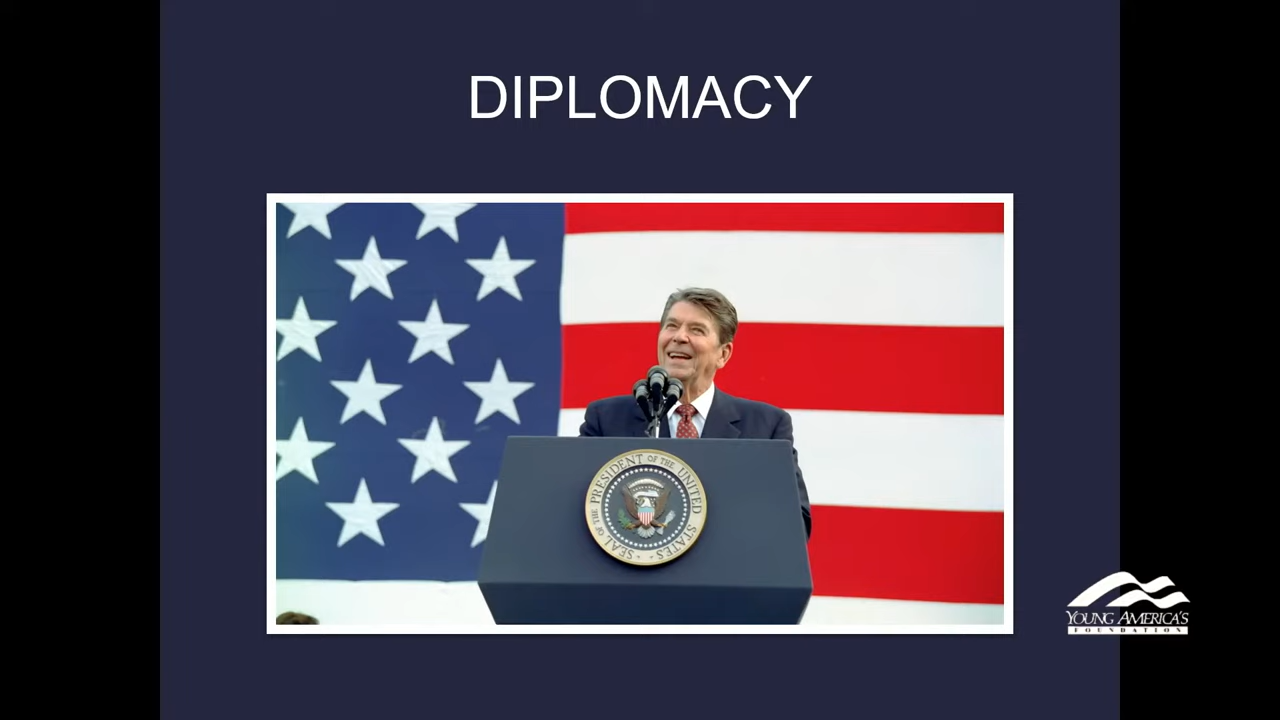 DIPLOMACY
SEAL OF THE PRESIDENT OF THE UNITED STATES
YOUNG AMERICA'S
FOUNDATION